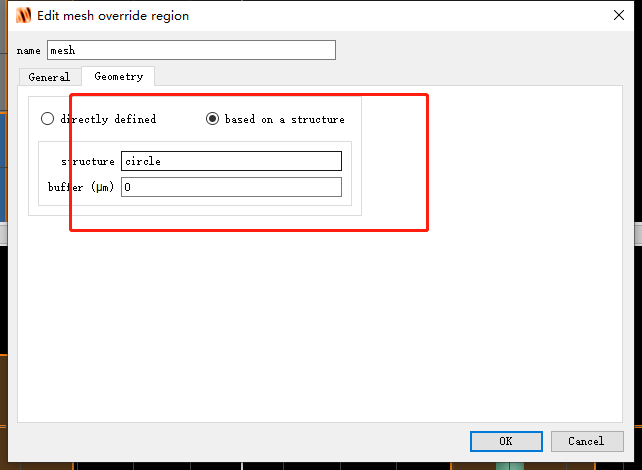 Edit mesh override region
name mesh
General Geometry
directly defined based on a structure
structure circle
buffer (μm) 0
OK Cancel